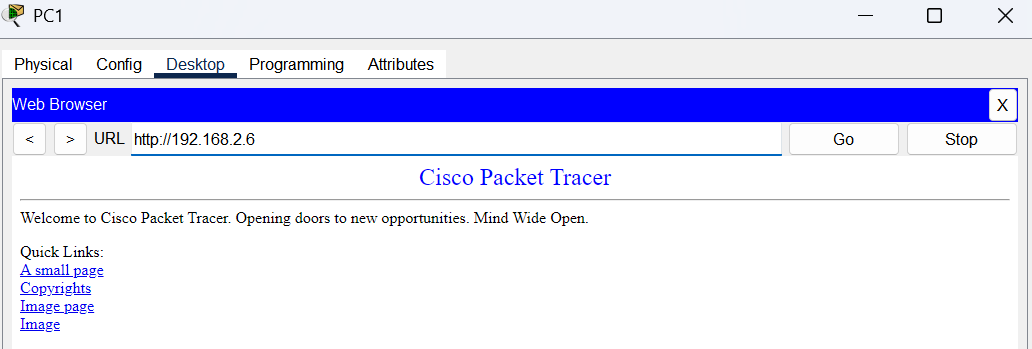 PC1
Physical Config Desktop Programming Attributes
Web Browser X
< > URL http://192.168.2.6 Go Stop
Cisco Packet Tracer
Welcome to Cisco Packet Tracer. Opening doors to new opportunities. Mind Wide Open.
Quick Links:
A small page
Copyrights
Image page
Image